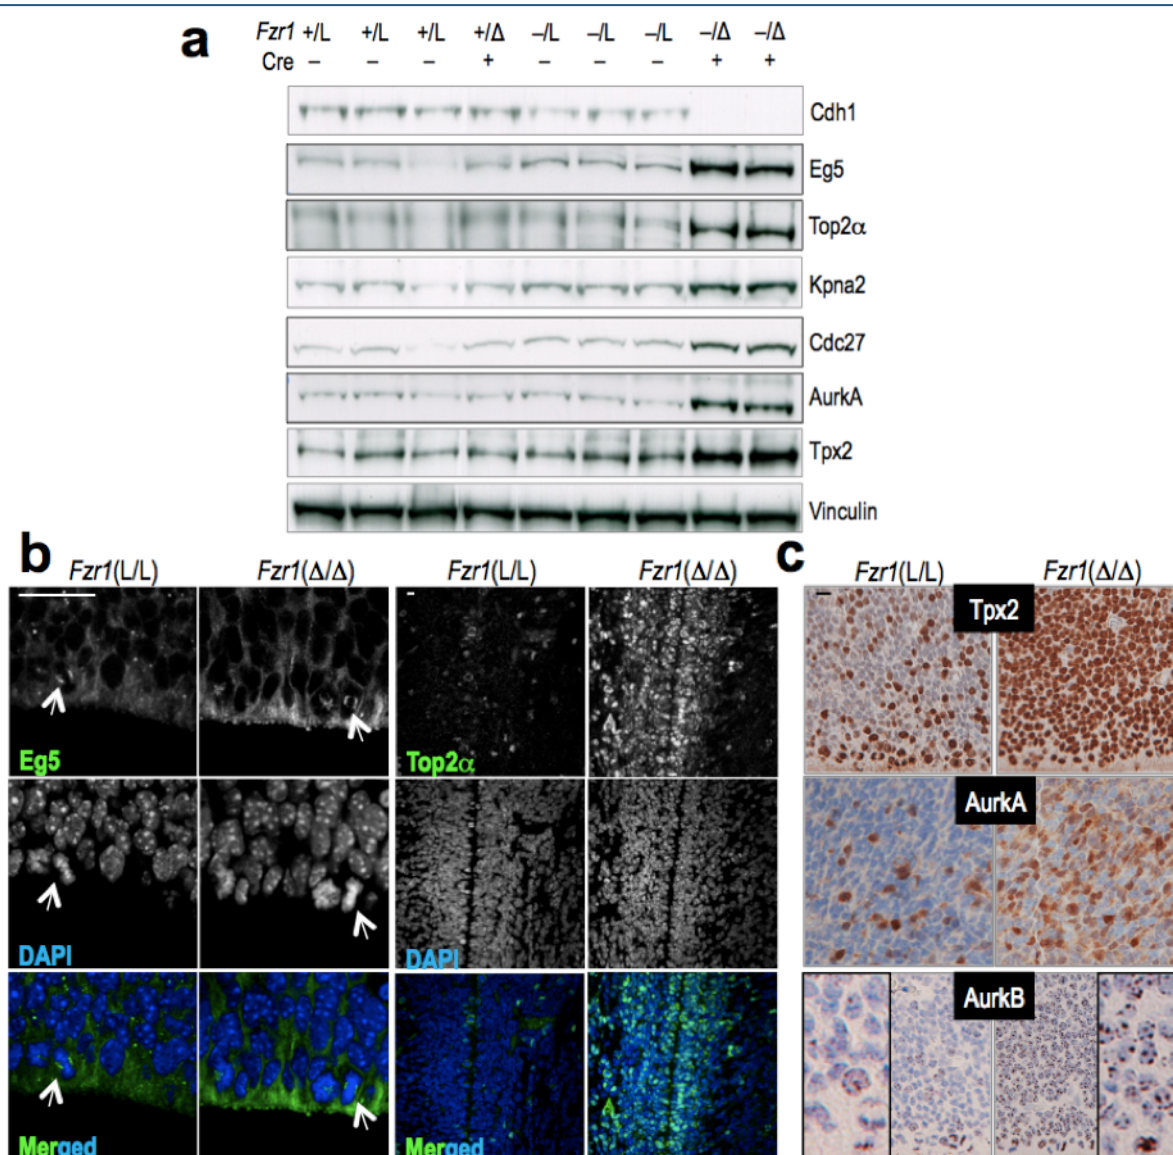 a
Fzr1 +/L +/L +/L +/Δ –/L –/L –/L –/Δ –/Δ
Cre – – – + – – – + +
Cdh1
Eg5
Top2α
Kpna2
Cdc27
AurkA
Tpx2
Vinculin
b
Fzr1(L/L) Fzr1(Δ/Δ) Fzr1(L/L) Fzr1(Δ/Δ)
Eg5 Top2α
DAPI DAPI
Merged Merged
c
Fzr1(L/L) Fzr1(Δ/Δ)
Tpx2
AurkA
AurkB